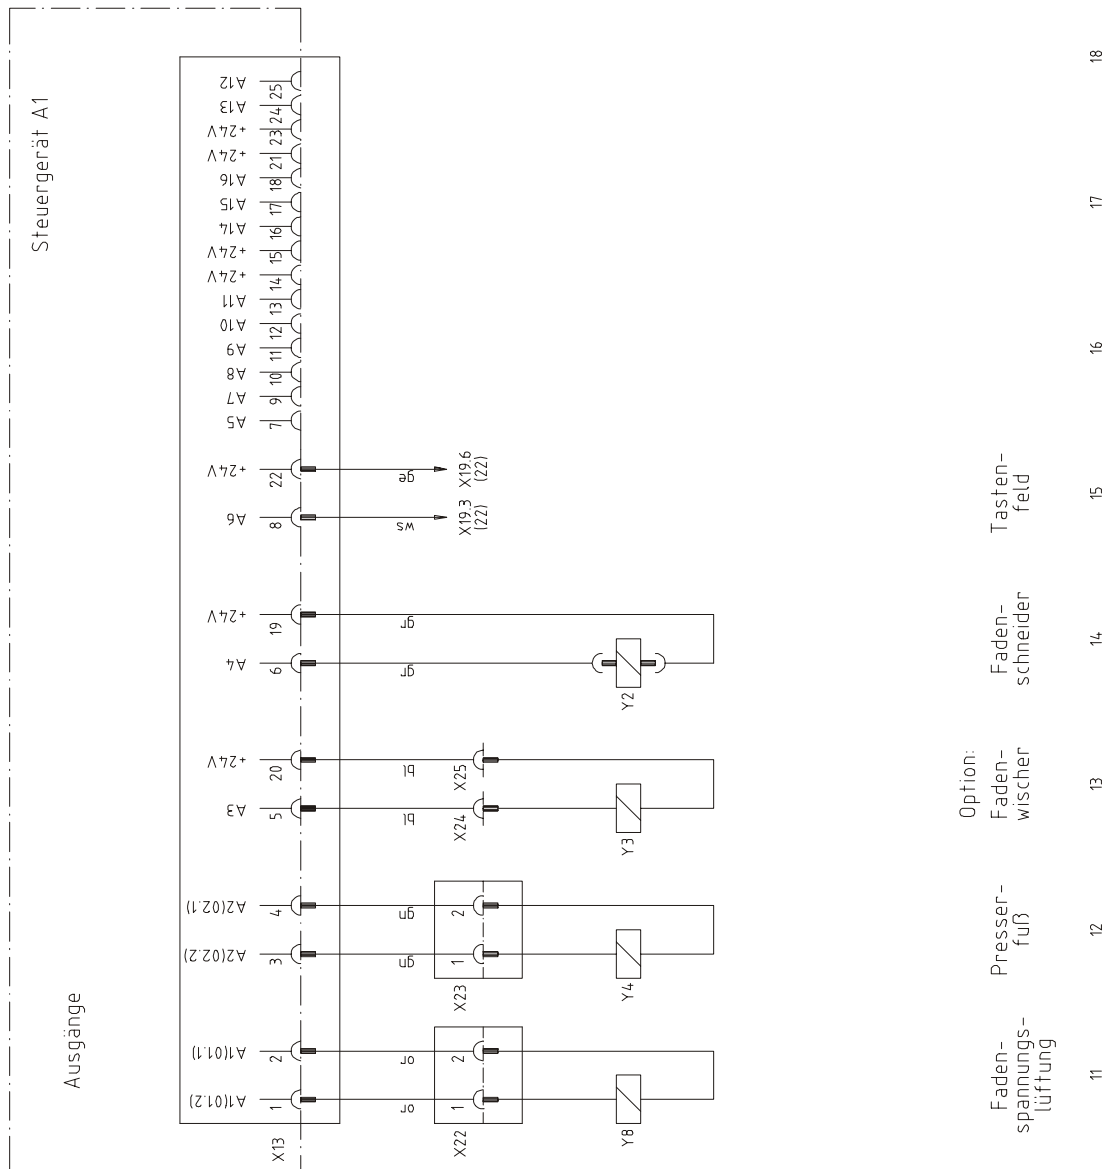 Steuergerät A1
Ausgänge
X13
A1(01.2)
1
or
A1(01.1)
2
or
X22
1
2
Y8
A2(02.2)
3
gn
A2(02.1)
4
gn
X23
1
2
Y4
A3
5
bl
X24
+24V
20
bl
X25
Y3
A4
6
gr
+24V
19
gr
Y2
A6
8
ws
X19.3
(22)
+24V
22
ge
X19.6
(22)
A5
7
A7
9
A8
10
A9
11
A10
12
A11
13
+24V
14
+24V
15
A14
16
A15
17
A16
18
+24V
21
+24V
23
A13
24
A12
25
Faden-
spannungs-
lüftung
Presser-
fuß
Option:
Faden-
wischer
Faden-
schneider
Tasten-
feld
11
12
13
14
15
16
17
18